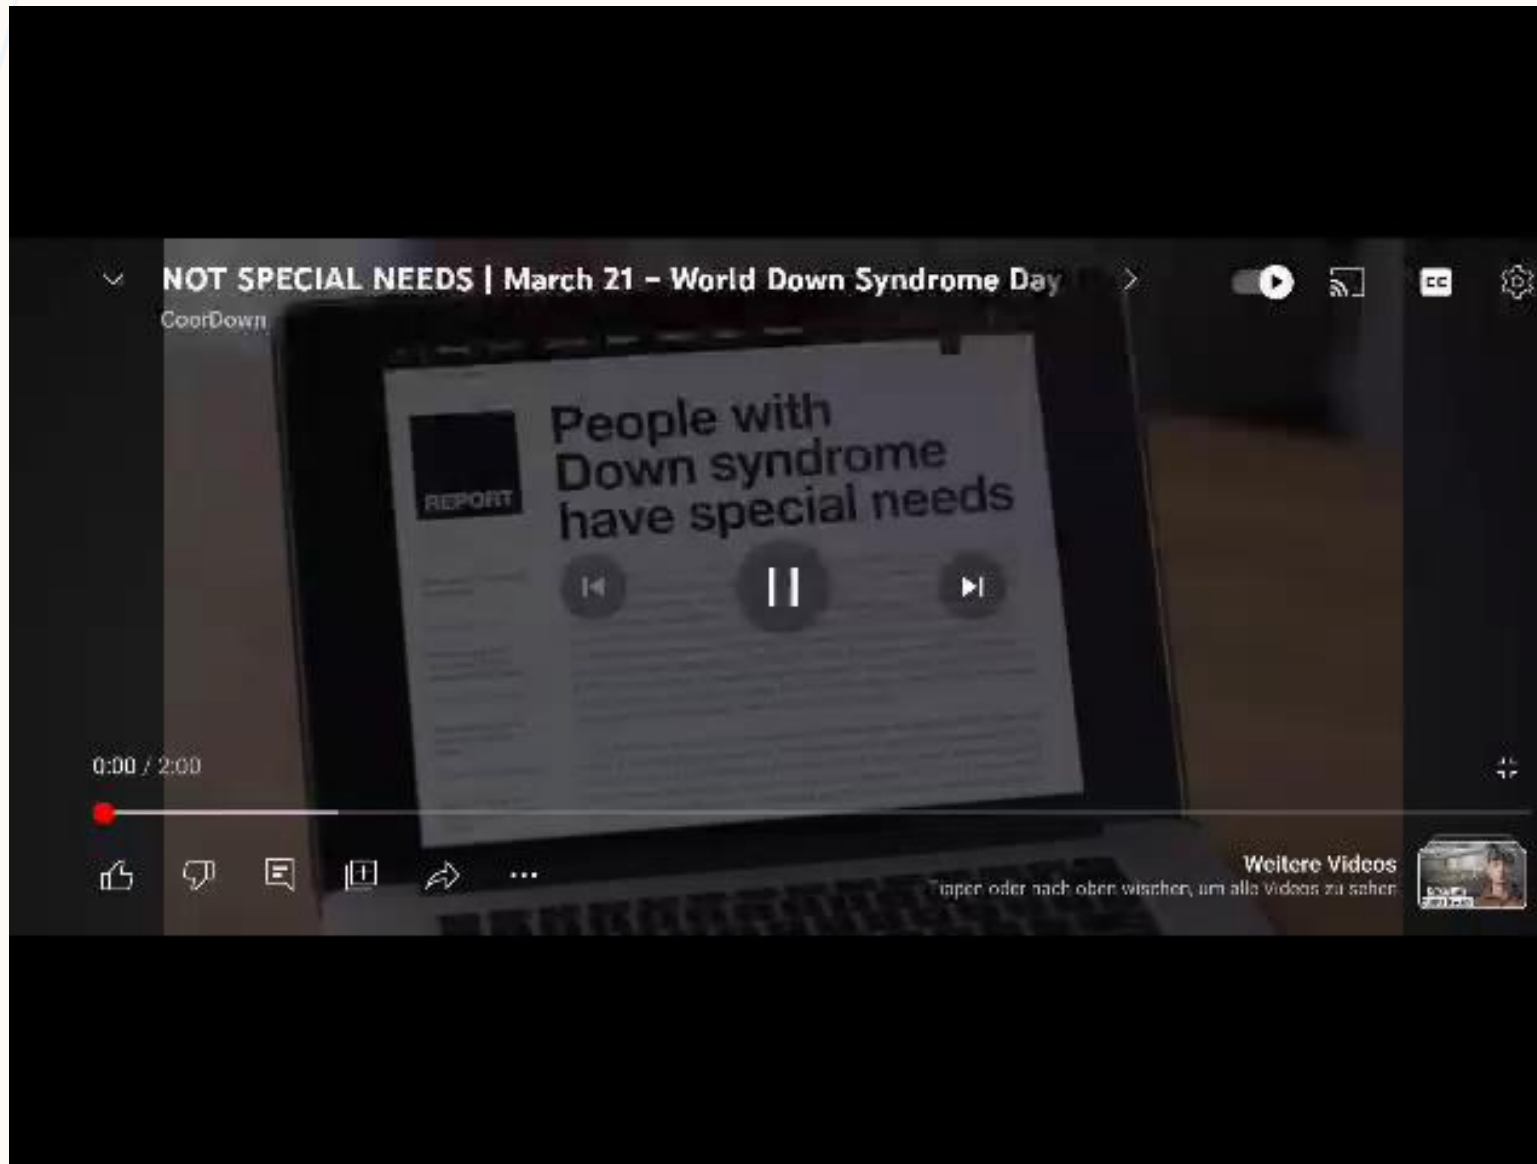 NOT SPECIAL NEEDS | March 21 – World Down Syndrome Day
CoorDown
REPORT
People with
Down syndrome
have special needs
0:00 / 2:00
Weitere Videos
Tippen oder nach oben wischen, um alle Videos zu sehen